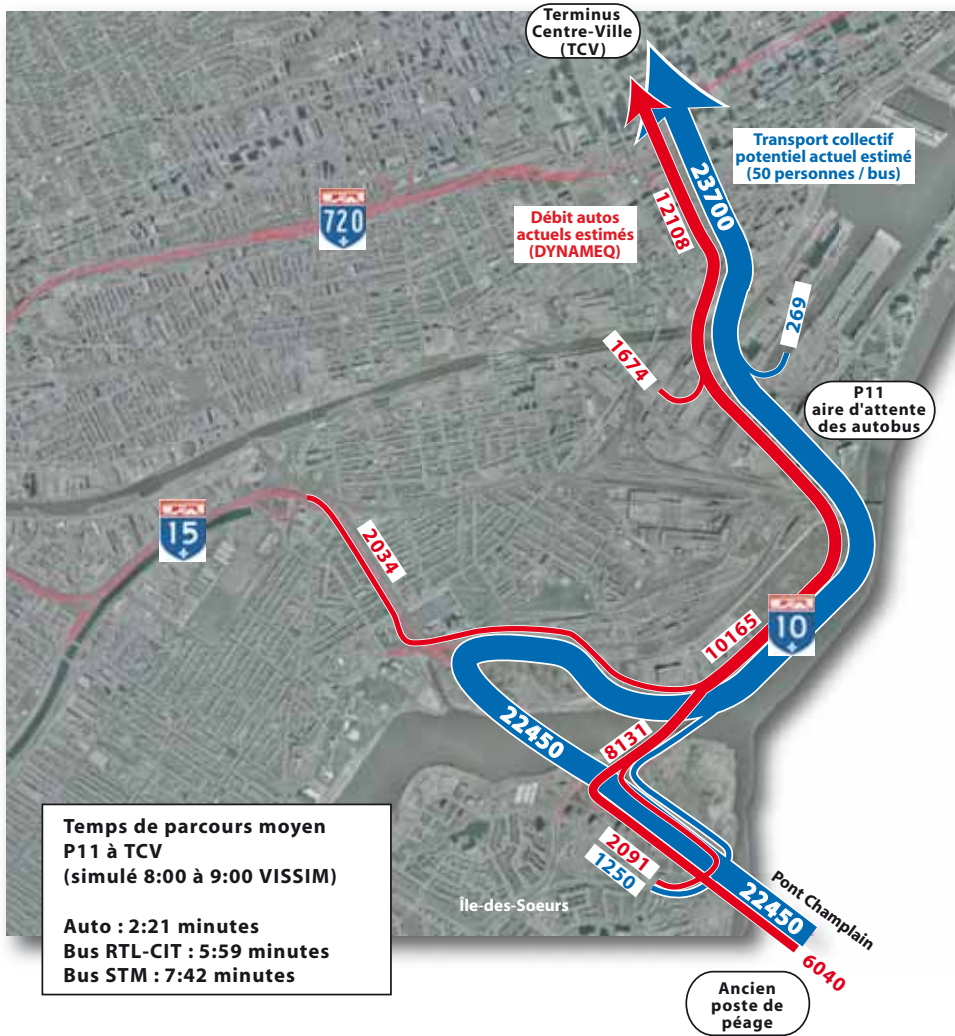 Terminus
Centre-Ville
(TCV)
Transport collectif
potentiel actuel estimé
(50 personnes / bus)
23700
12108
720
Débit autos
actuels estimés
(DYNAMEQ)
269
1674
P11
aire d'attente
des autobus
15
2034
10
10165
22450
8131
2091
1250
22450
Pont Champlain
6040
Île-des-Soeurs
Temps de parcours moyen
P11 à TCV
(simulé 8:00 à 9:00 VISSIM)
Auto : 2:21 minutes
Bus RTL-CIT : 5:59 minutes
Bus STM : 7:42 minutes
Ancien
poste de
péage